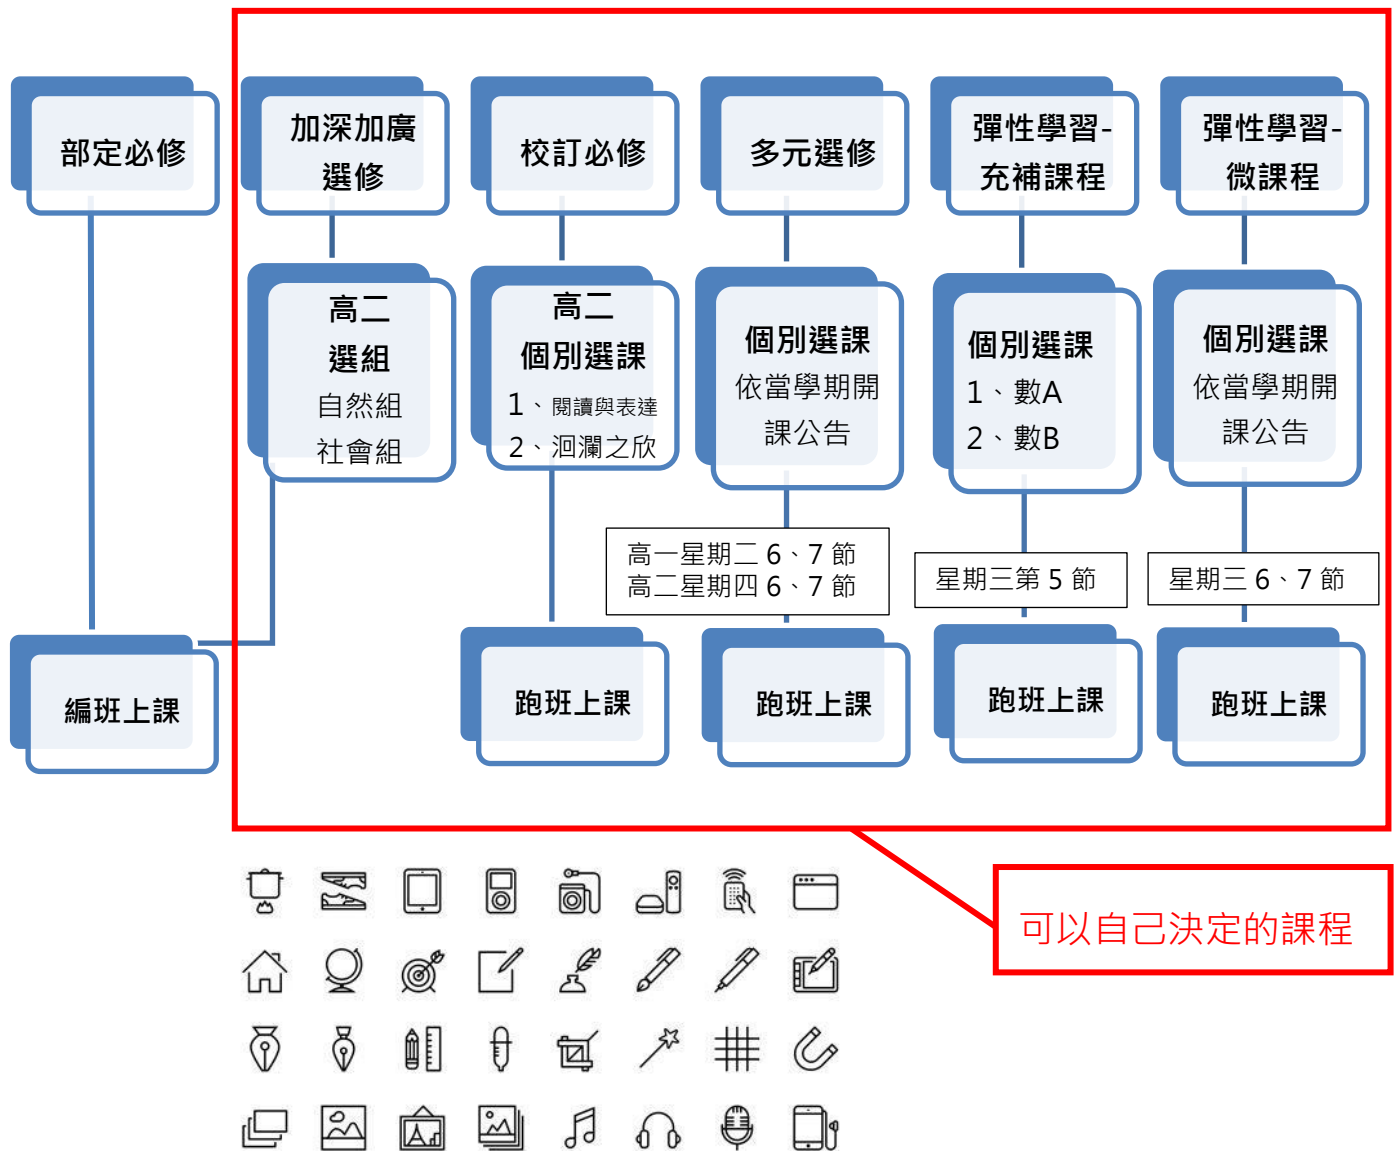 部定必修
加深加廣
選修
校訂必修
多元選修
彈性學習-
充補課程
彈性學習-
微課程
高二
選組
自然組
社會組
高二
個別選課
1、閱讀與表達
2、洄瀾之欣
個別選課
依當學期開
課公告
個別選課
1、數A
2、數B
個別選課
依當學期開
課公告
高一星期二 6、7 節
高二星期四 6、7 節
星期三第 5 節
星期三 6、7 節
編班上課
跑班上課
跑班上課
跑班上課
跑班上課
可以自己決定的課程